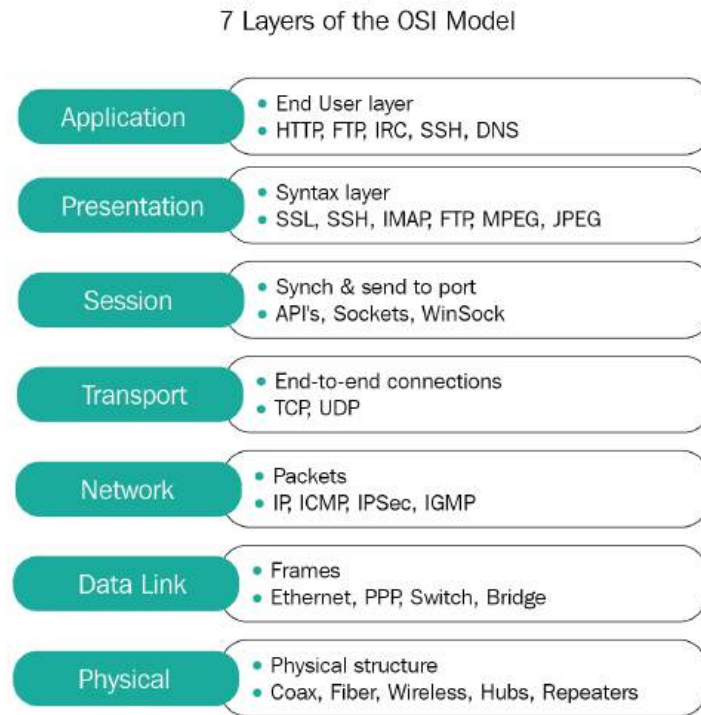 7 Layers of the OSI Model
Application
• End User layer
• HTTP, FTP, IRC, SSH, DNS
Presentation
• Syntax layer
• SSL, SSH, IMAP, FTP, MPEG, JPEG
Session
• Synch & send to port
• API's, Sockets, WinSock
Transport
• End-to-end connections
• TCP, UDP
Network
• Packets
• IP, ICMP, IPSec, IGMP
Data Link
• Frames
• Ethernet, PPP, Switch, Bridge
Physical
• Physical structure
• Coax, Fiber, Wireless, Hubs, Repeaters